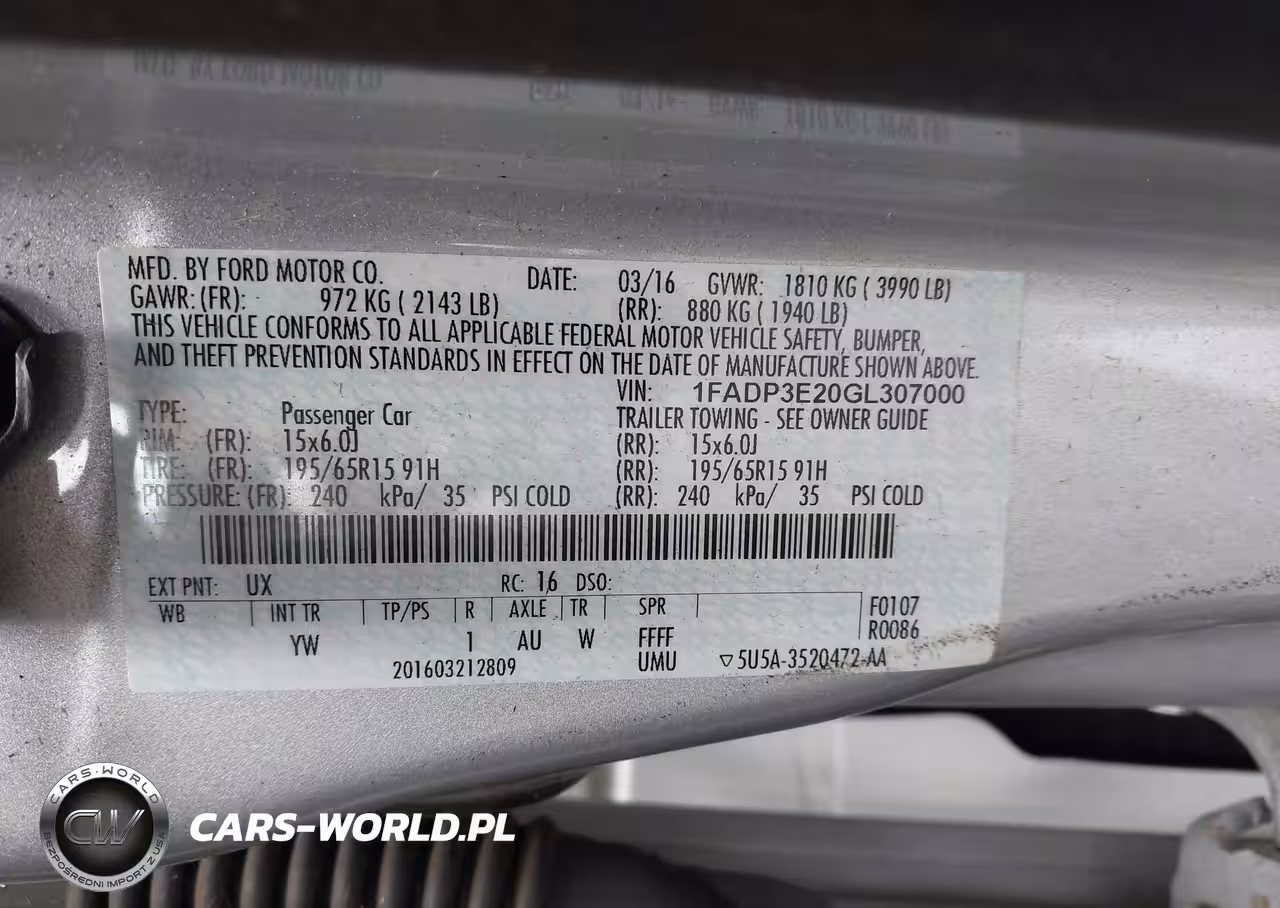 MFD. BY FORD MOTOR CO. DATE: 03/16 GVWR: 1810 KG ( 3990 LB)
GAWR: (FR): 972 KG ( 2143 LB) (RR): 880 KG ( 1940 LB)
THIS VEHICLE CONFORMS TO ALL APPLICABLE FEDERAL MOTOR VEHICLE SAFETY, BUMPER,
AND THEFT PREVENTION STANDARDS IN EFFECT ON THE DATE OF MANUFACTURE SHOWN ABOVE.
VIN: 1FADP3E20GL307000
TYPE: Passenger Car TRAILER TOWING - SEE OWNER GUIDE
RIM: (FR): 15x6.0J (RR): 15x6.0J
TIRE: (FR): 195/65R15 91H (RR): 195/65R15 91H
PRESSURE: (FR): 240 kPa/ 35 PSI COLD (RR): 240 kPa/ 35 PSI COLD
EXT PNT: UX RC: 16 DSO:
WB INT TR TP/PS R AXLE TR SPR F0107
YW 1 AU W FFFF R0086
201603212809 UMU ▽5U5A-3520472-AA
CARS-WORLD
CW
BEZPOŚREDNI IMPORT Z USA
CARS-WORLD.PL